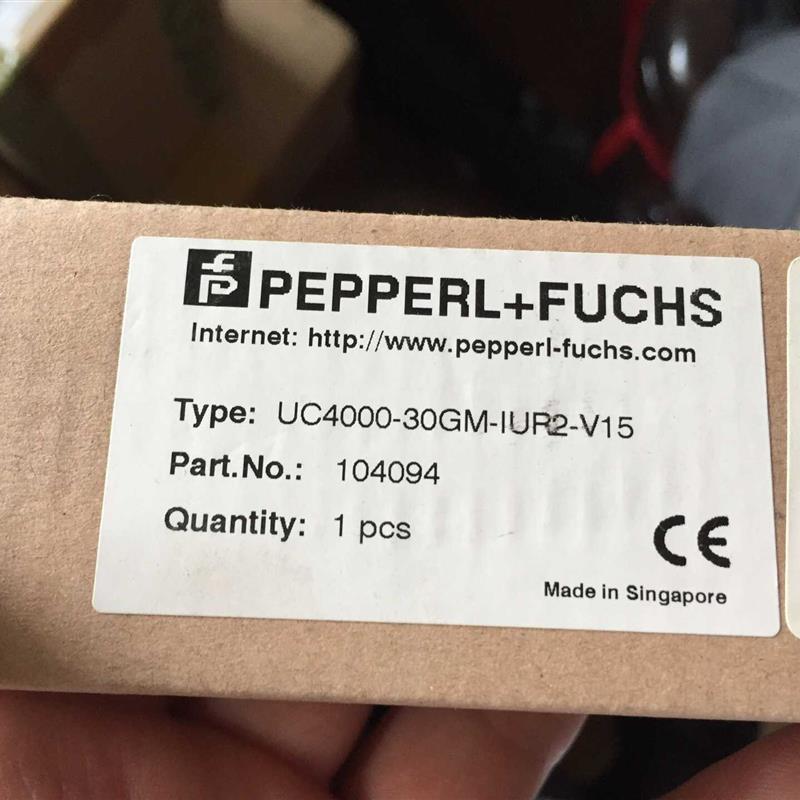 PEPPERL+FUCHS
Internet: http://www.pepperl-fuchs.com
Type: UC4000-30GM-IUR2-V15
Part.No.: 104094
Quantity: 1 pcs
CE
Made in Singapore